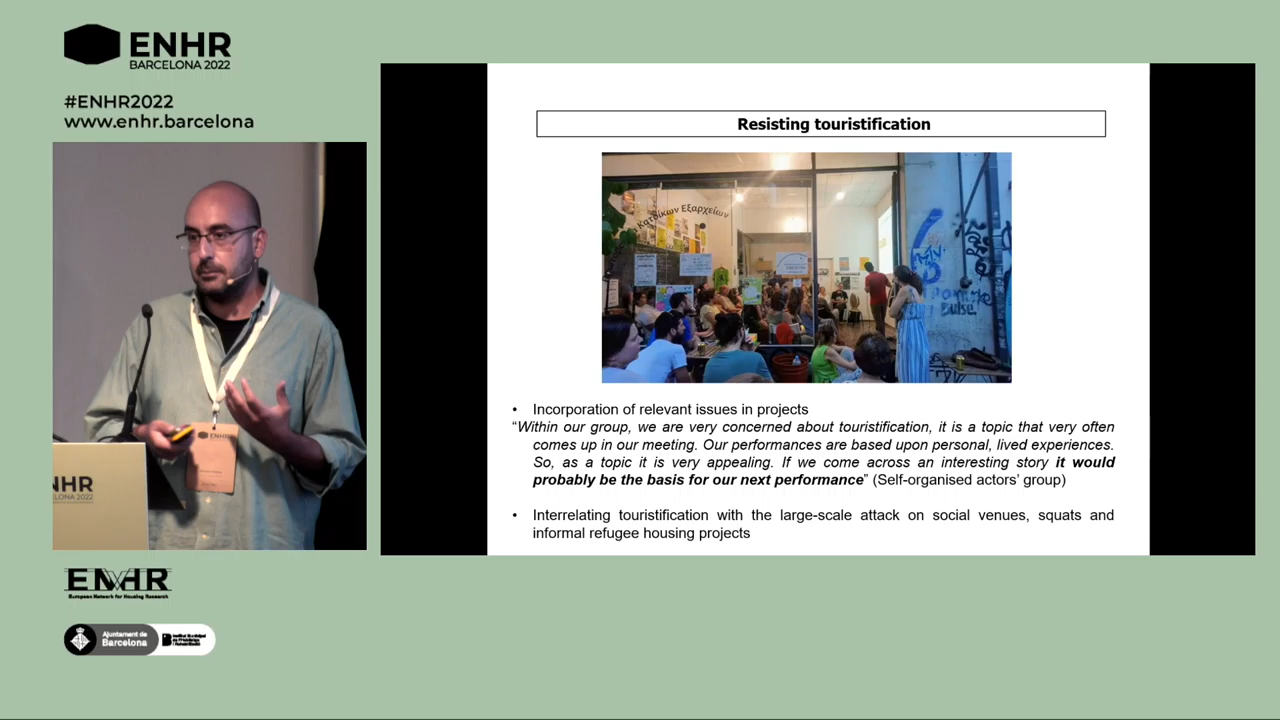 ENHR
BARCELONA 2022
#ENHR2022
www.enhr.barcelona
ENHR
NHR
LONA 2022
ENHR
European Network for Housing Research
Ajuntament de
Barcelona
Resisting touristification
Κατοίκων Εξαρχείων
• Incorporation of relevant issues in projects
“Within our group, we are very concerned about touristification, it is a topic that very often
comes up in our meeting. Our performances are based upon personal, lived experiences.
So, as a topic it is very appealing. If we come across an interesting story it would
probably be the basis for our next performance” (Self-organised actors’ group)
• Interrelating touristification with the large-scale attack on social venues, squats and
informal refugee housing projects